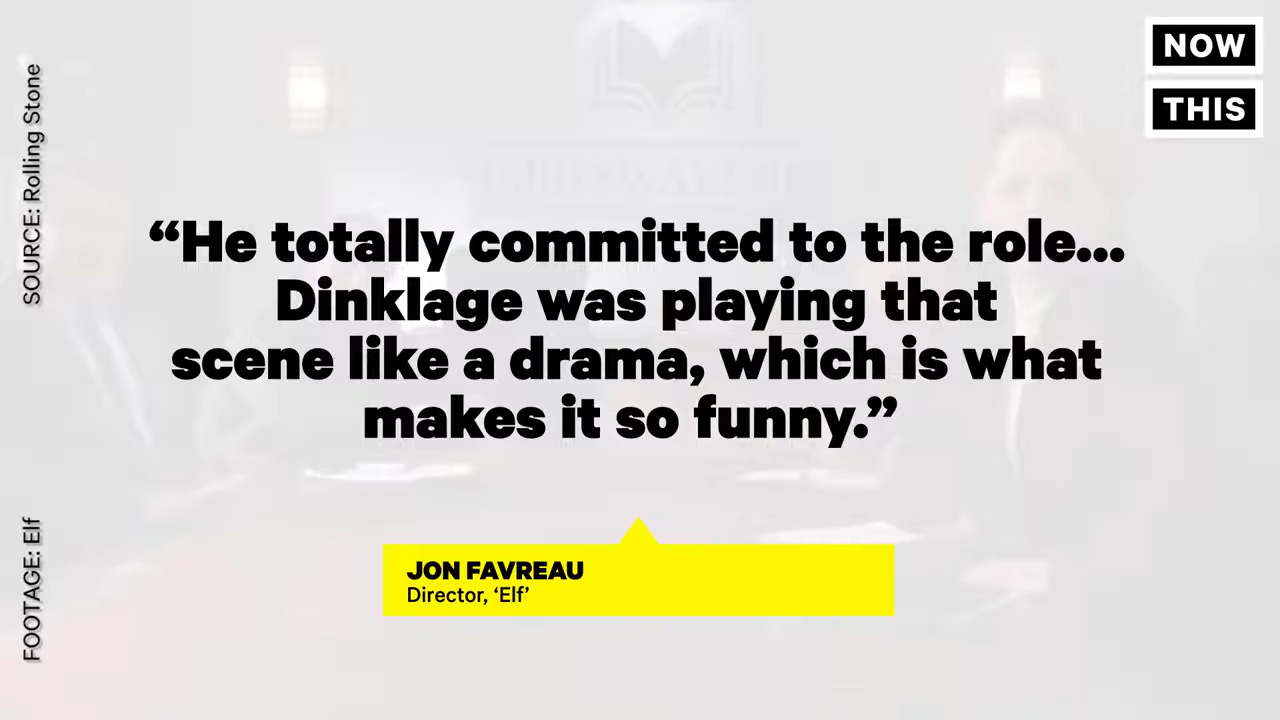 NOW
THIS
SOURCE: Rolling Stone
“He totally committed to the role...
Dinklage was playing that
scene like a drama, which is what
makes it so funny.”
JON FAVREAU
Director, ‘Elf’
FOOTAGE: Elf